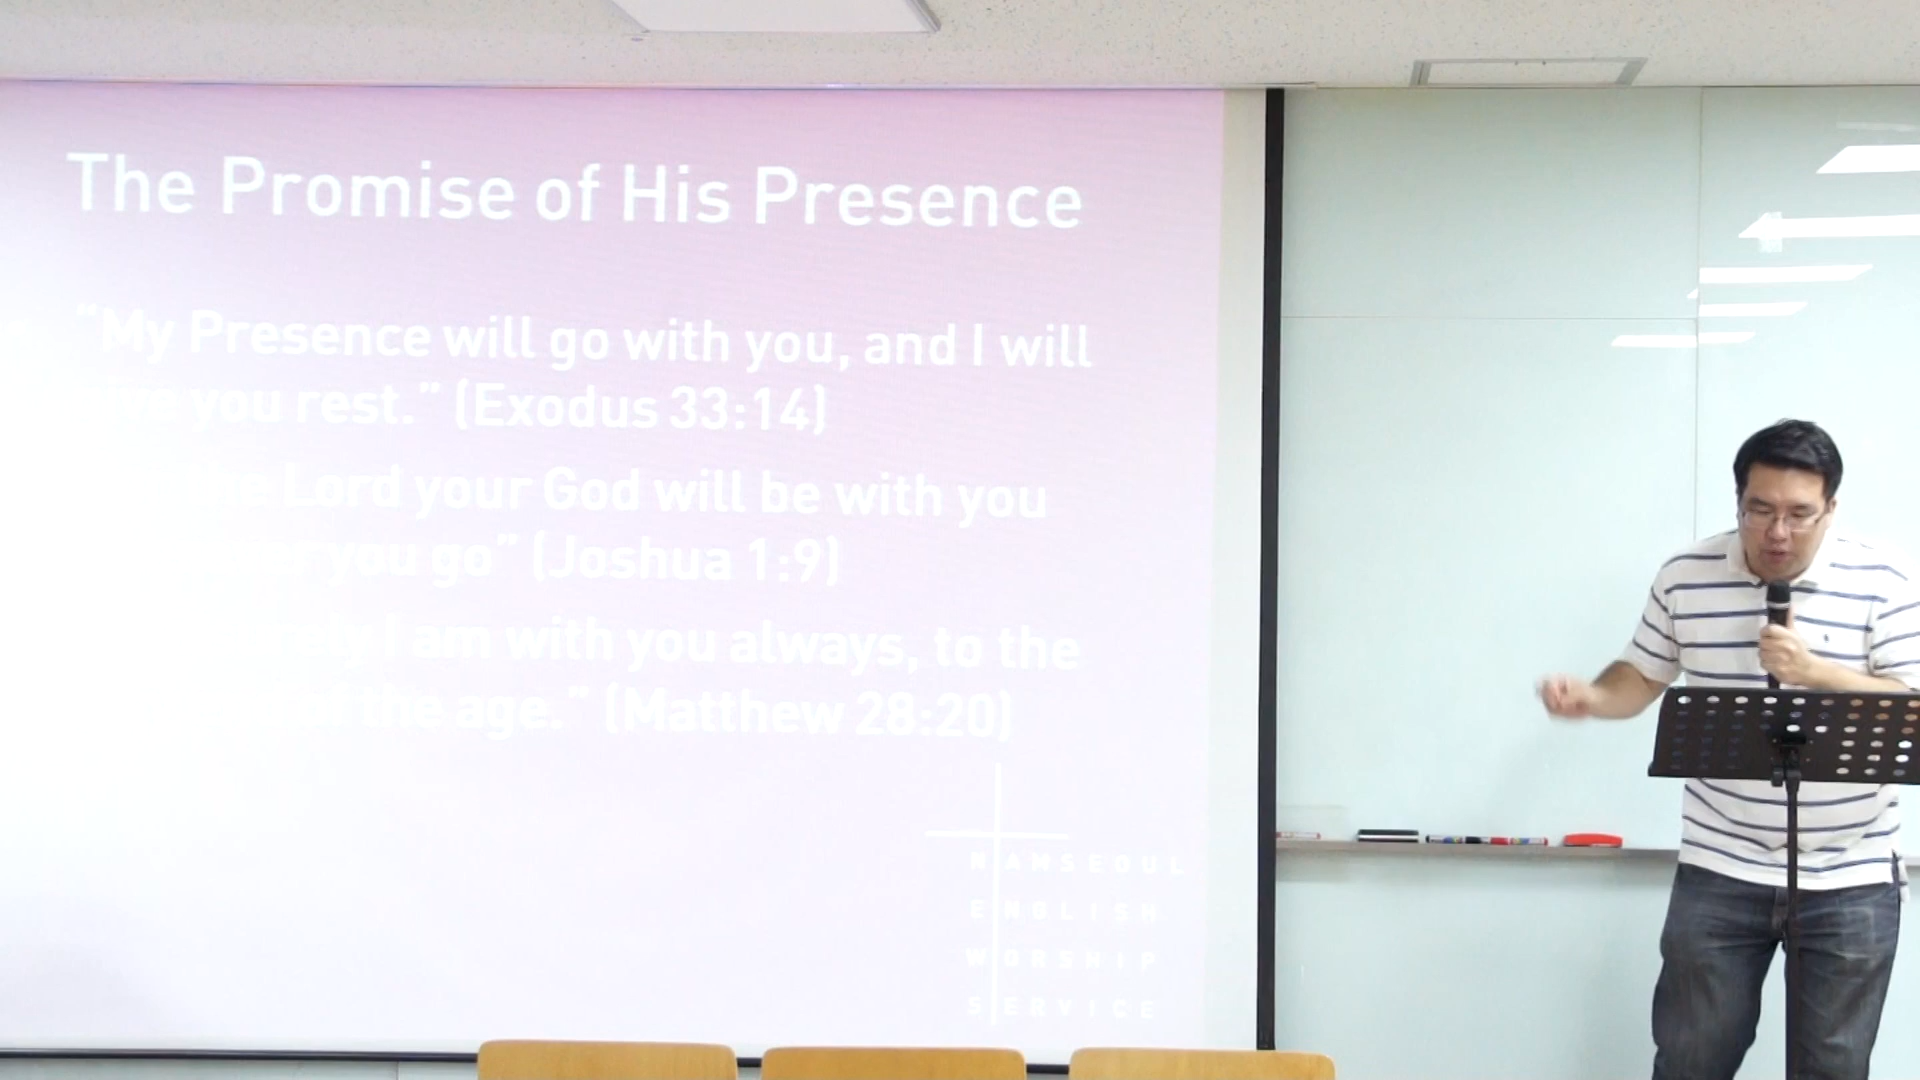 The Promise of His Presence
“My Presence will go with you, and I will
you rest.” (Exodus 33:14)
Lord your God will be with you
you go” (Joshua 1:9)
I am with you always, to the
of the age.” (Matthew 28:20)
NAMSEOUL
ENGLISH
WORSHIP
SERVICE